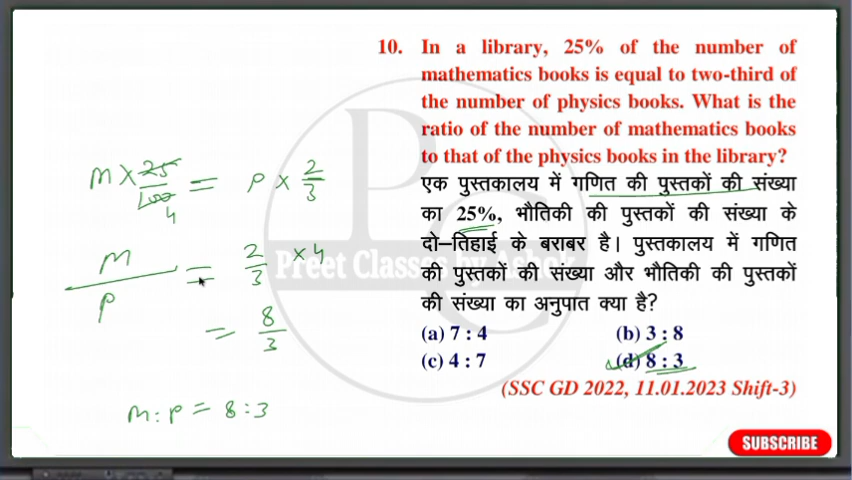 10. In a library, 25% of the number of
mathematics books is equal to two-third of
the number of physics books. What is the
ratio of the number of mathematics books
to that of the physics books in the library?
एक पुस्तकालय में गणित की पुस्तकों की संख्या
का 25%, भौतिकी की पुस्तकों की संख्या के
दो–तिहाई के बराबर है। पुस्तकालय में गणित
की पुस्तकों की संख्या और भौतिकी की पुस्तकों
की संख्या का अनुपात क्या है?
(a) 7 : 4 (b) 3 : 8
(c) 4 : 7 (d) 8 : 3
(SSC GD 2022, 11.01.2023 Shift-3)
m × 25/100 = p × 2/3
4
m/p = 2/3 × 4
= 8/3
m : p = 8 : 3
Preet Classes by Ashok
SUBSCRIBE